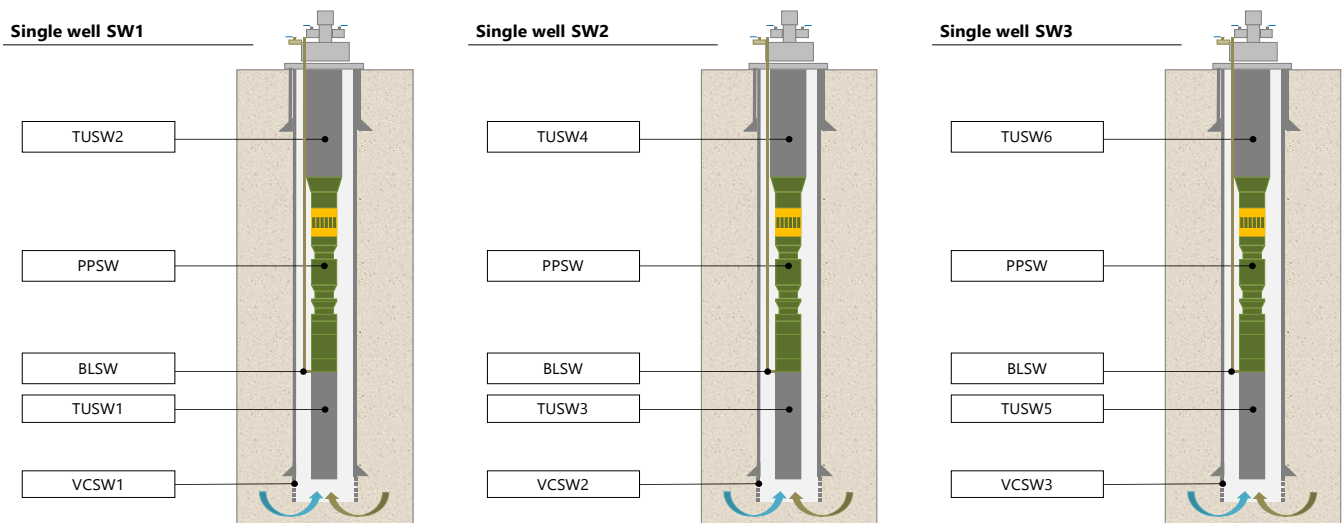 Single well SW1
TUSW2
PPSW
BLSW
TUSW1
VCSW1
Single well SW2
TUSW4
PPSW
BLSW
TUSW3
VCSW2
Single well SW3
TUSW6
PPSW
BLSW
TUSW5
VCSW3